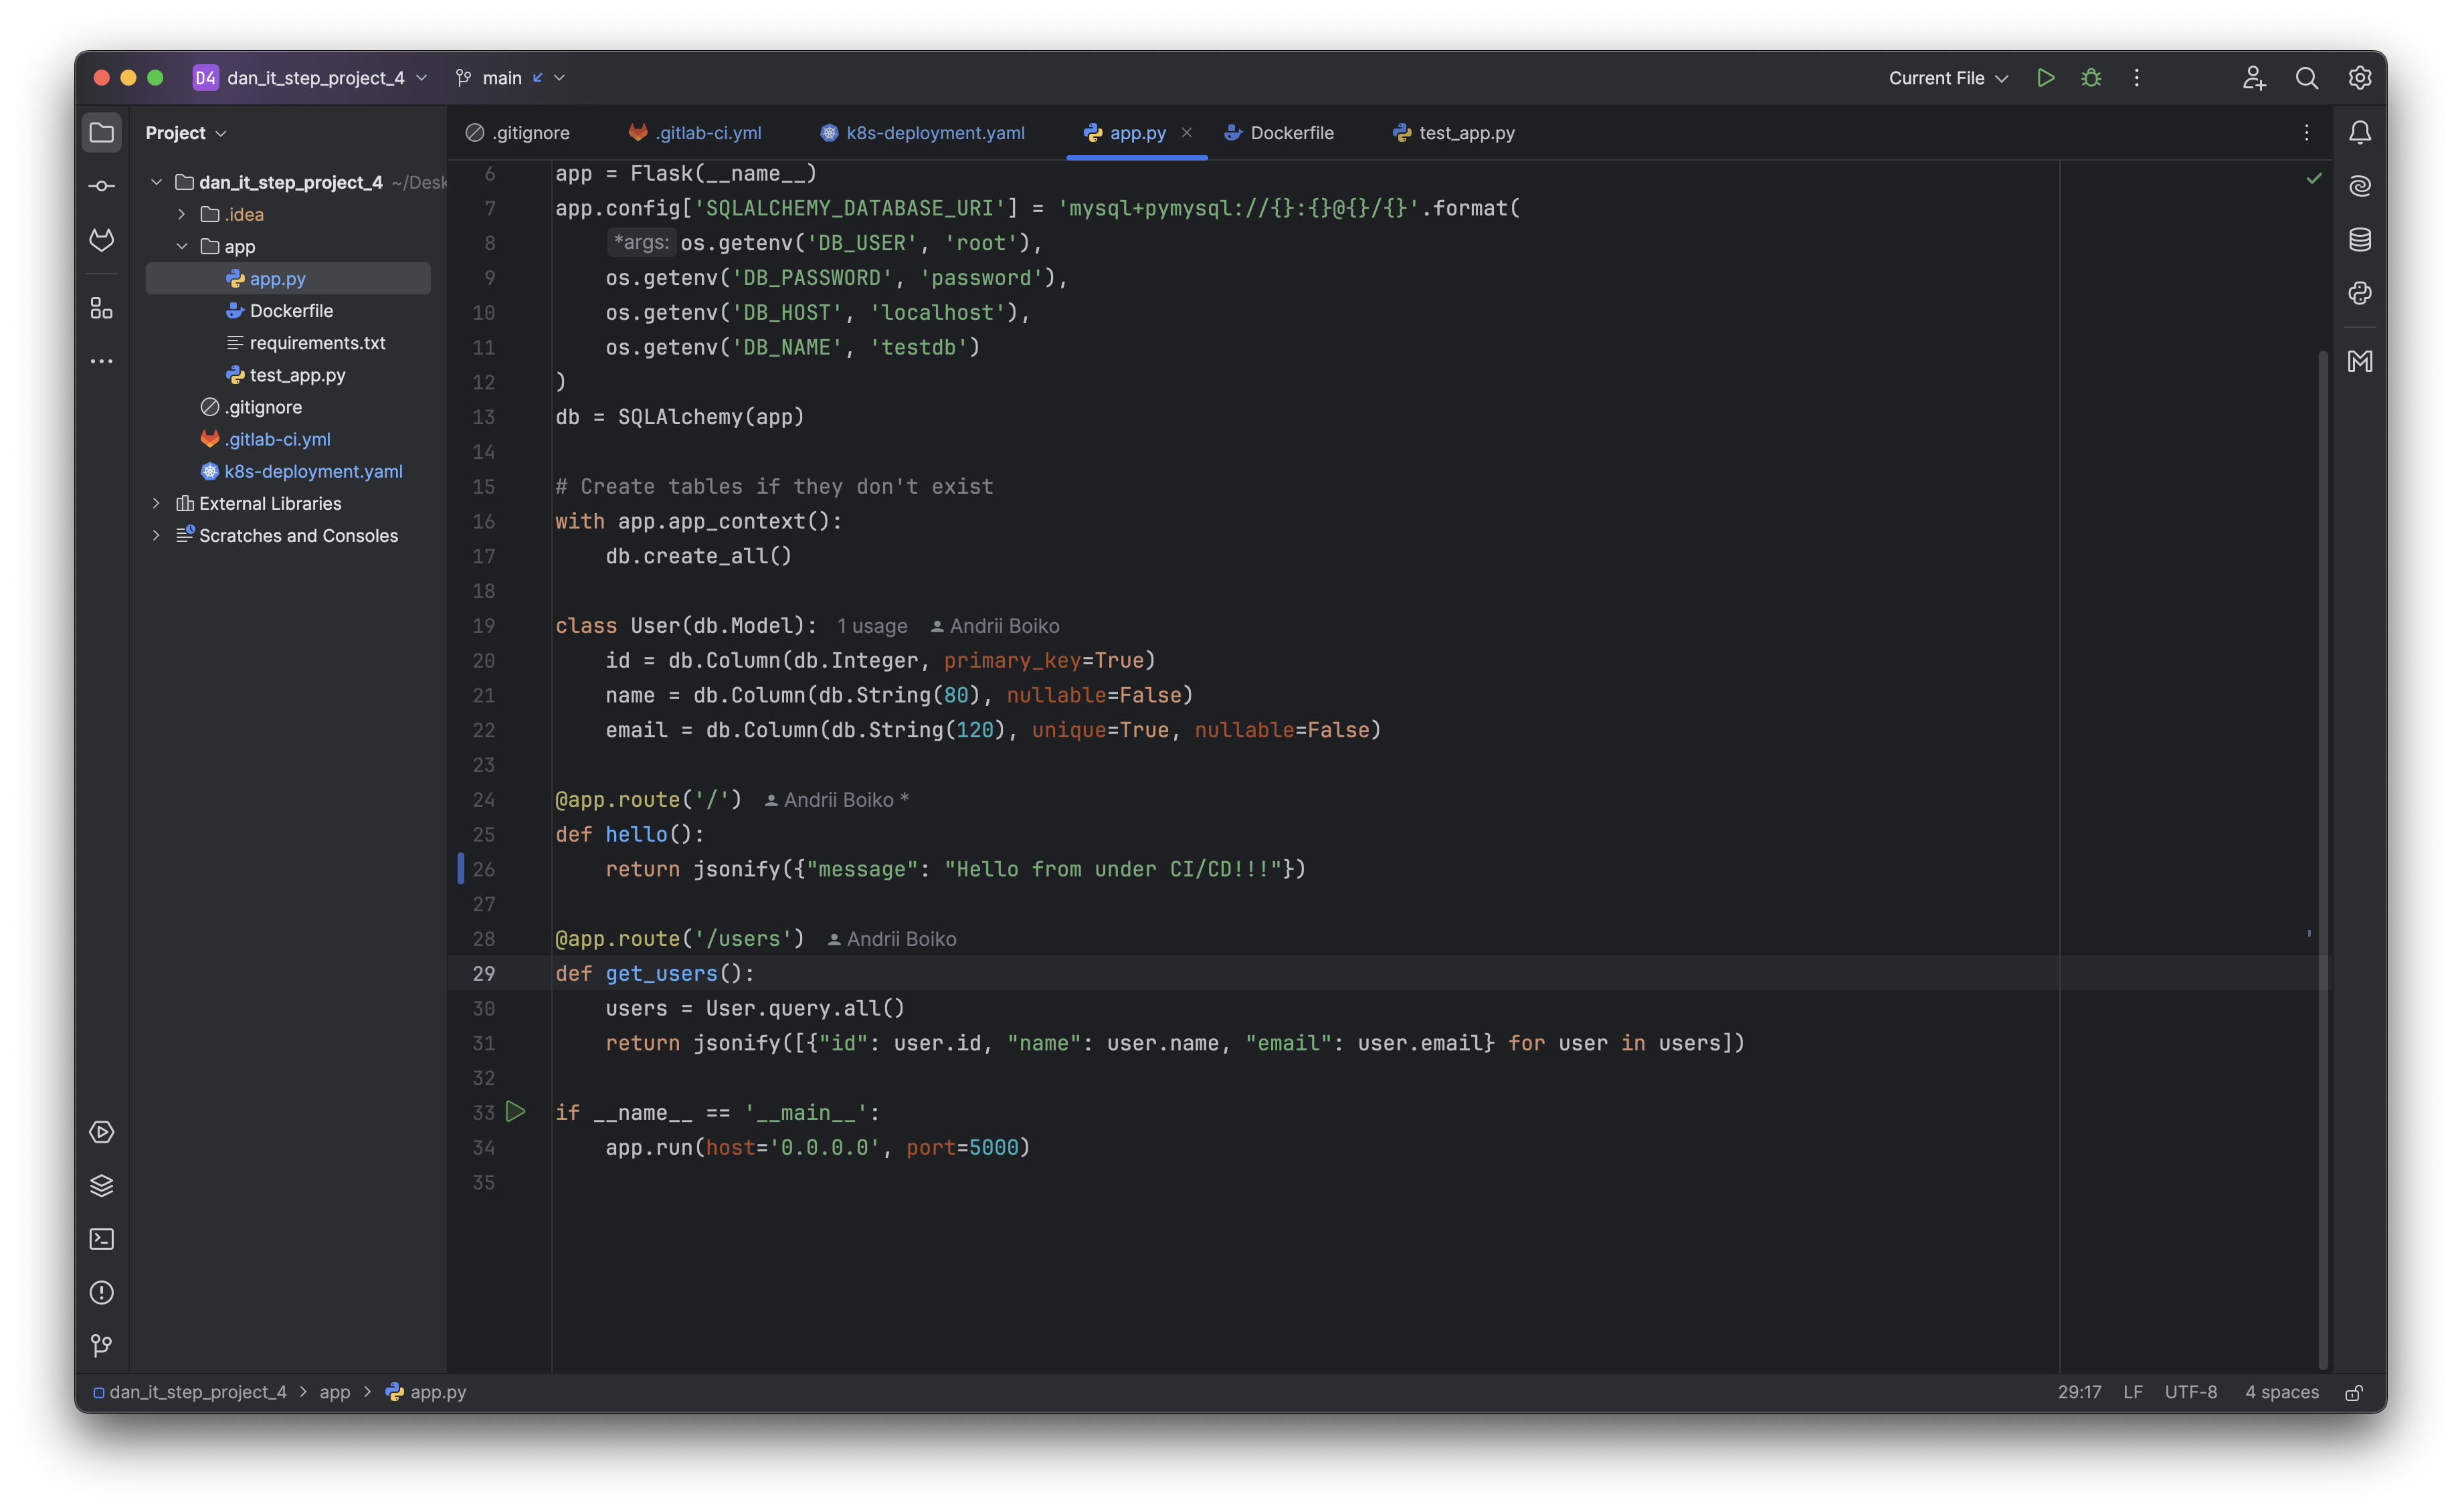 D4 dan_it_step_project_4 main Current File
Project
dan_it_step_project_4 ~/Desk
.idea
app
app.py
Dockerfile
requirements.txt
test_app.py
.gitignore
.gitlab-ci.yml
k8s-deployment.yaml
External Libraries
Scratches and Consoles
.gitignore .gitlab-ci.yml k8s-deployment.yaml app.py Dockerfile test_app.py
6 app = Flask(__name__)
7 app.config['SQLALCHEMY_DATABASE_URI'] = 'mysql+pymysql://{}:{}@{}/{}'.format(
8     *args: os.getenv('DB_USER', 'root'),
9     os.getenv('DB_PASSWORD', 'password'),
10     os.getenv('DB_HOST', 'localhost'),
11     os.getenv('DB_NAME', 'testdb')
12 )
13 db = SQLAlchemy(app)
14
15 # Create tables if they don't exist
16 with app.app_context():
17     db.create_all()
18
19 class User(db.Model): 1 usage Andrii Boiko
20     id = db.Column(db.Integer, primary_key=True)
21     name = db.Column(db.String(80), nullable=False)
22     email = db.Column(db.String(120), unique=True, nullable=False)
23
24 @app.route('/') Andrii Boiko *
25 def hello():
26     return jsonify({"message": "Hello from under CI/CD!!!"})
27
28 @app.route('/users') Andrii Boiko
29 def get_users():
30     users = User.query.all()
31     return jsonify([{"id": user.id, "name": user.name, "email": user.email} for user in users])
32
33 if __name__ == '__main__':
34     app.run(host='0.0.0.0', port=5000)
35
dan_it_step_project_4 > app > app.py 29:17 LF UTF-8 4 spaces